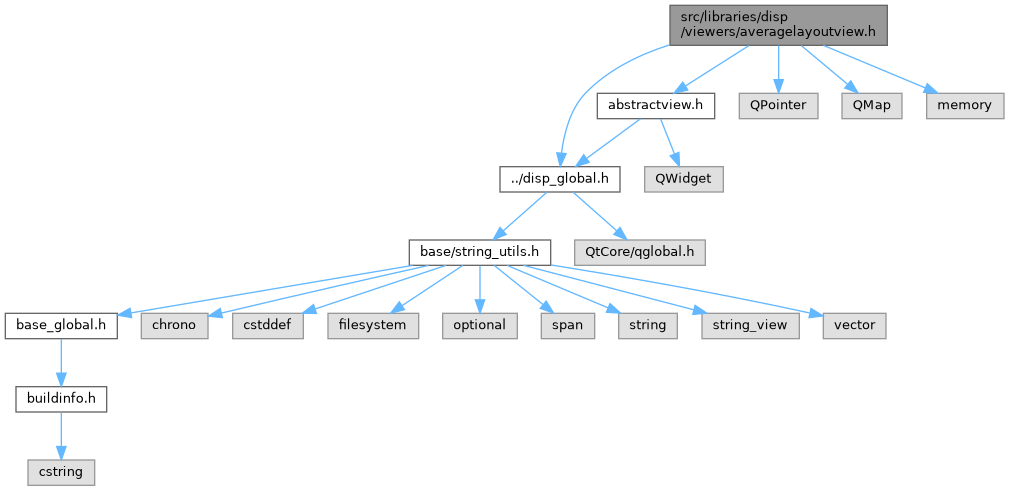 src/libraries/disp
/viewers/averagelayoutview.h
abstractview.h
QPointer
QMap
memory
../disp_global.h
QWidget
base/string_utils.h
QtCore/qglobal.h
base_global.h
chrono
cstddef
filesystem
optional
span
string
string_view
vector
buildinfo.h
cstring